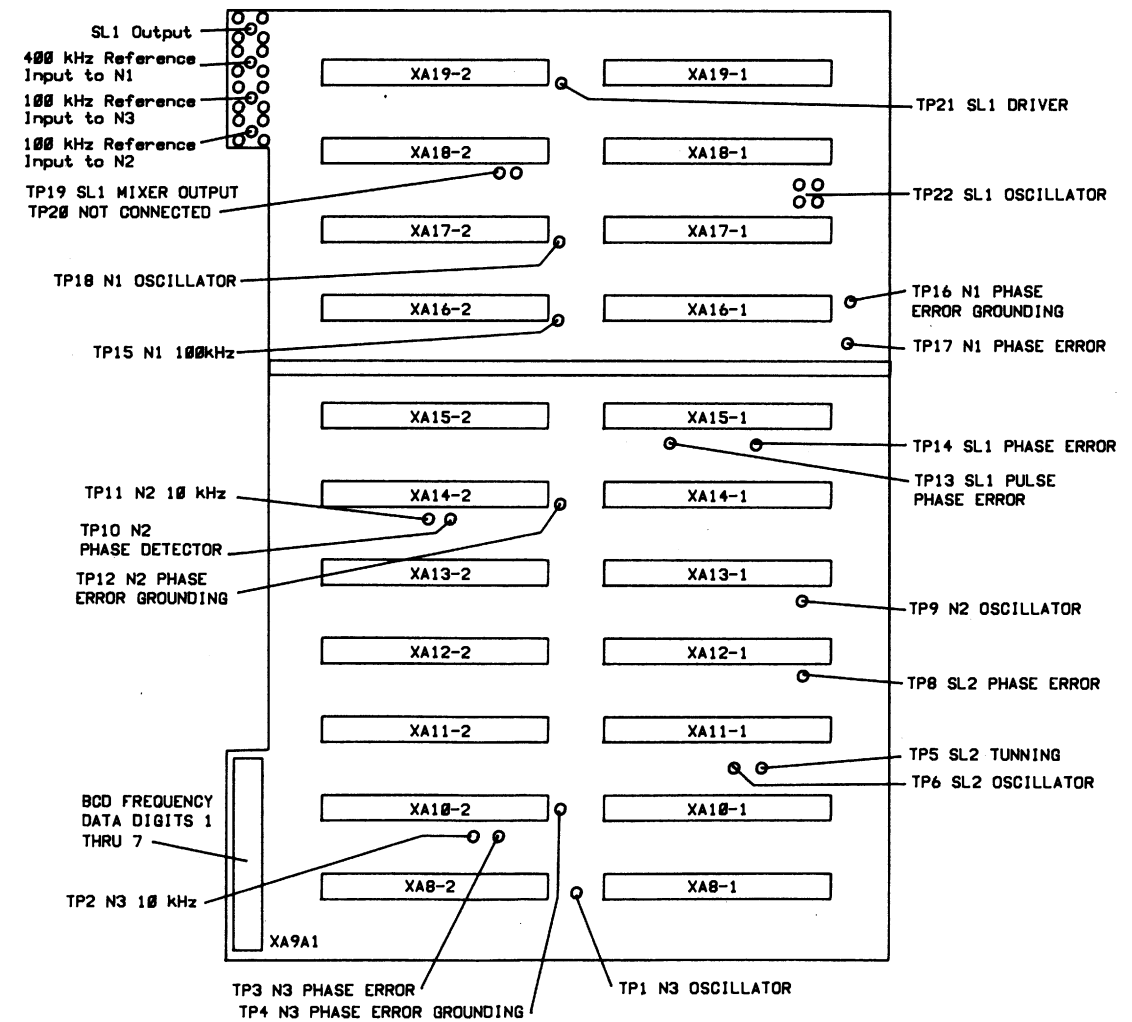 SL1 Output
400 kHz Reference
Input to N1
100 kHz Reference
Input to N3
100 kHz Reference
Input to N2
XA19-2
XA19-1
TP21 SL1 DRIVER
XA18-2
XA18-1
TP19 SL1 MIXER OUTPUT
TP20 NOT CONNECTED
TP22 SL1 OSCILLATOR
XA17-2
XA17-1
TP18 N1 OSCILLATOR
XA16-2
XA16-1
TP16 N1 PHASE
ERROR GROUNDING
TP15 N1 100kHz
TP17 N1 PHASE ERROR
XA15-2
XA15-1
TP14 SL1 PHASE ERROR
TP13 SL1 PULSE
PHASE ERROR
TP11 N2 10 kHz
XA14-2
XA14-1
TP10 N2
PHASE DETECTOR
TP12 N2 PHASE
ERROR GROUNDING
XA13-2
XA13-1
TP9 N2 OSCILLATOR
XA12-2
XA12-1
TP8 SL2 PHASE ERROR
XA11-2
XA11-1
TP5 SL2 TUNNING
TP6 SL2 OSCILLATOR
BCD FREQUENCY
DATA DIGITS 1
THRU 7
XA10-2
XA10-1
XA8-2
XA8-1
TP2 N3 10 kHz
XA9A1
TP3 N3 PHASE ERROR
TP4 N3 PHASE ERROR GROUNDING
TP1 N3 OSCILLATOR